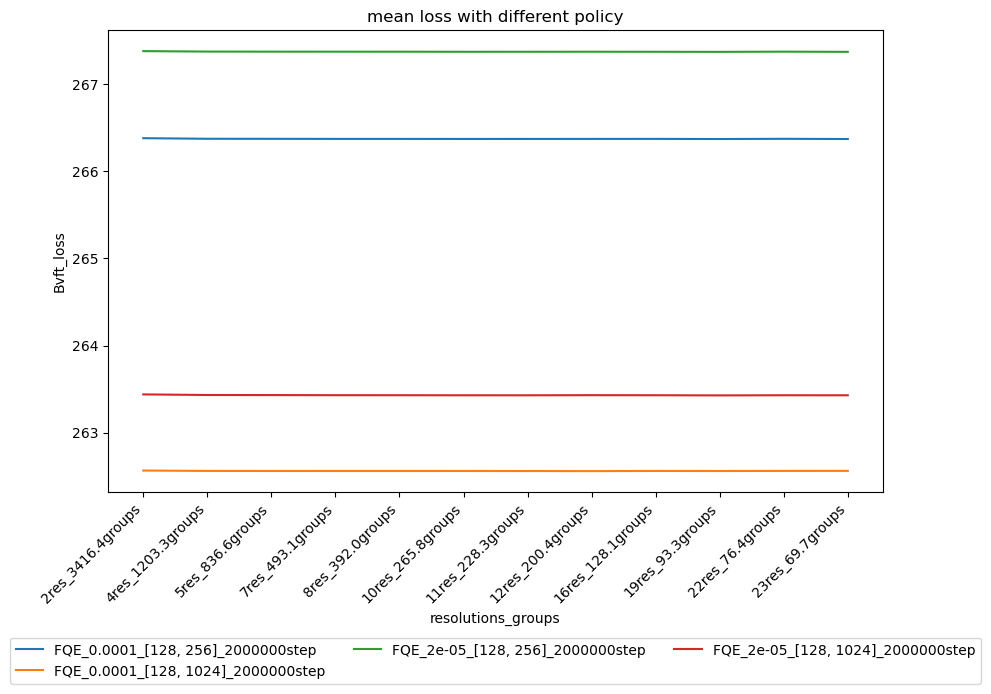 mean loss with different policy
267
266
265
264
263
Bvft_loss
2res_3416.4groups
4res_1203.3groups
5res_836.6groups
7res_493.1groups
8res_392.0groups
10res_265.8groups
11res_228.3groups
12res_200.4groups
16res_128.1groups
19res_93.3groups
22res_76.4groups
23res_69.7groups
resolutions_groups
FQE_0.0001_[128, 256]_2000000step
FQE_0.0001_[128, 1024]_2000000step
FQE_2e-05_[128, 256]_2000000step
FQE_2e-05_[128, 1024]_2000000step